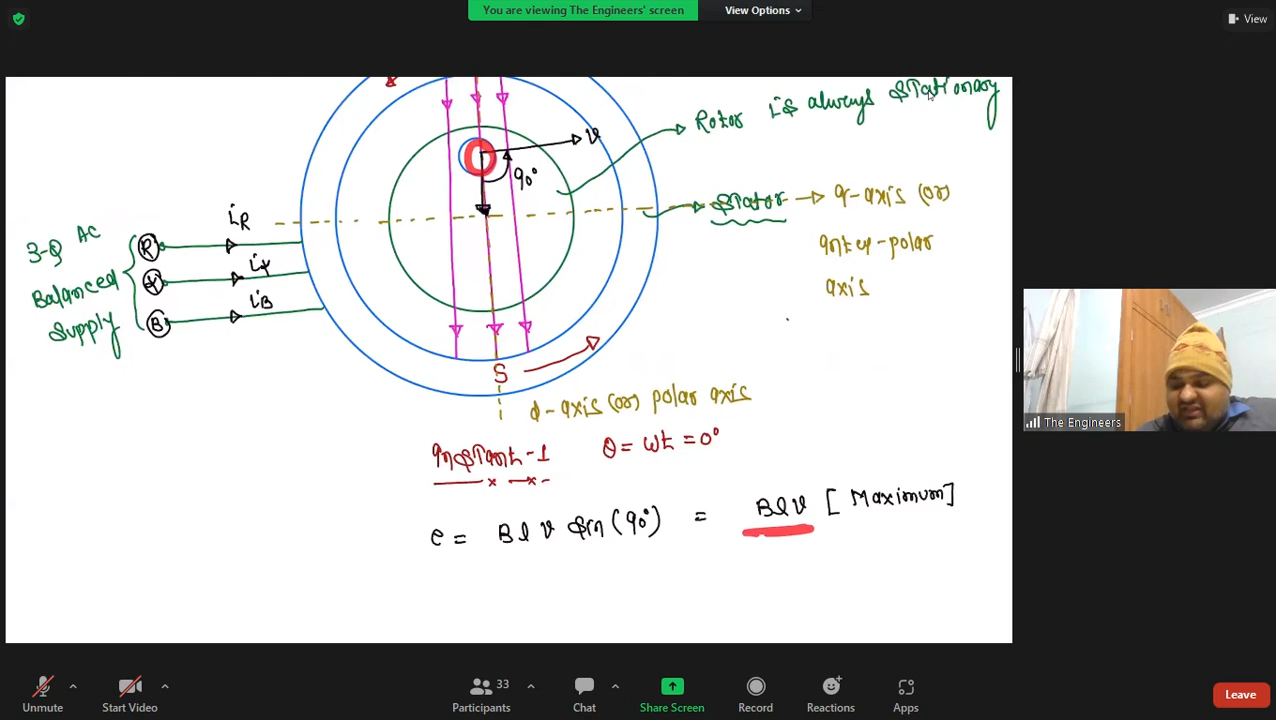 You are viewing The Engineers' screen
View Options
View
Rotor is always stationary
v
90°
Stator → q-axis (or)
inter-polar
axis
3-Q AC
Balanced
supply
R
Y
B
iR
iY
iB
S
d-axis (or) polar axis
instant-1 θ = ωt = 0°
e = Blv sin(90°) = Blv [Maximum]
The Engineers
Unmute
Start Video
33
Participants
Chat
Share Screen
Record
Reactions
Apps
Leave